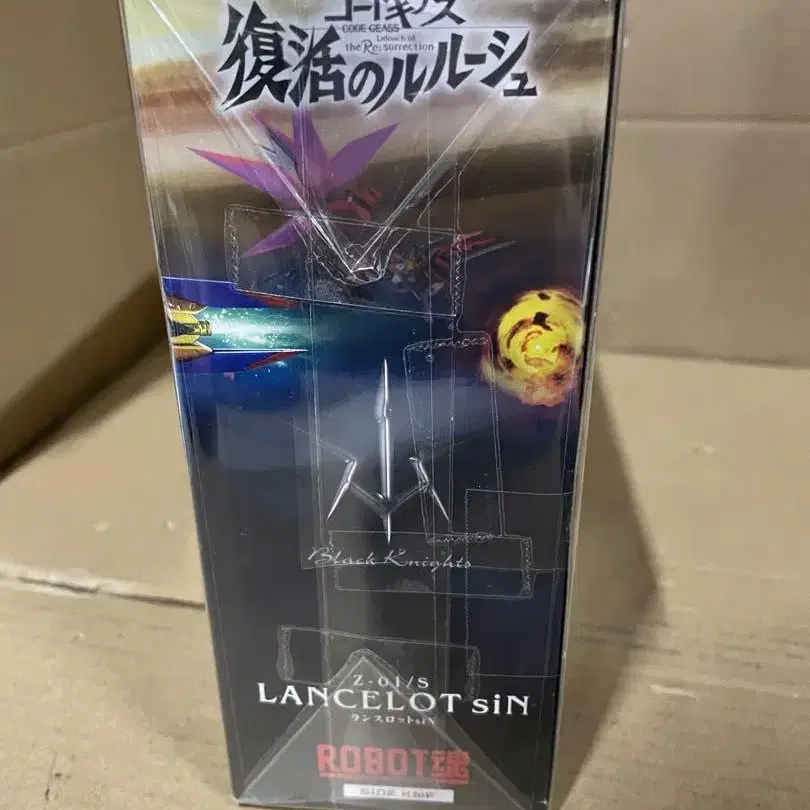 コードギアス
CODE GEASS
Lelouch of
the Re;surrection
復活のルルーシュ
Black Knights
Z-01/S
LANCELOT siN
ランスロットsiN
ROBOT魂
SIDE KMF